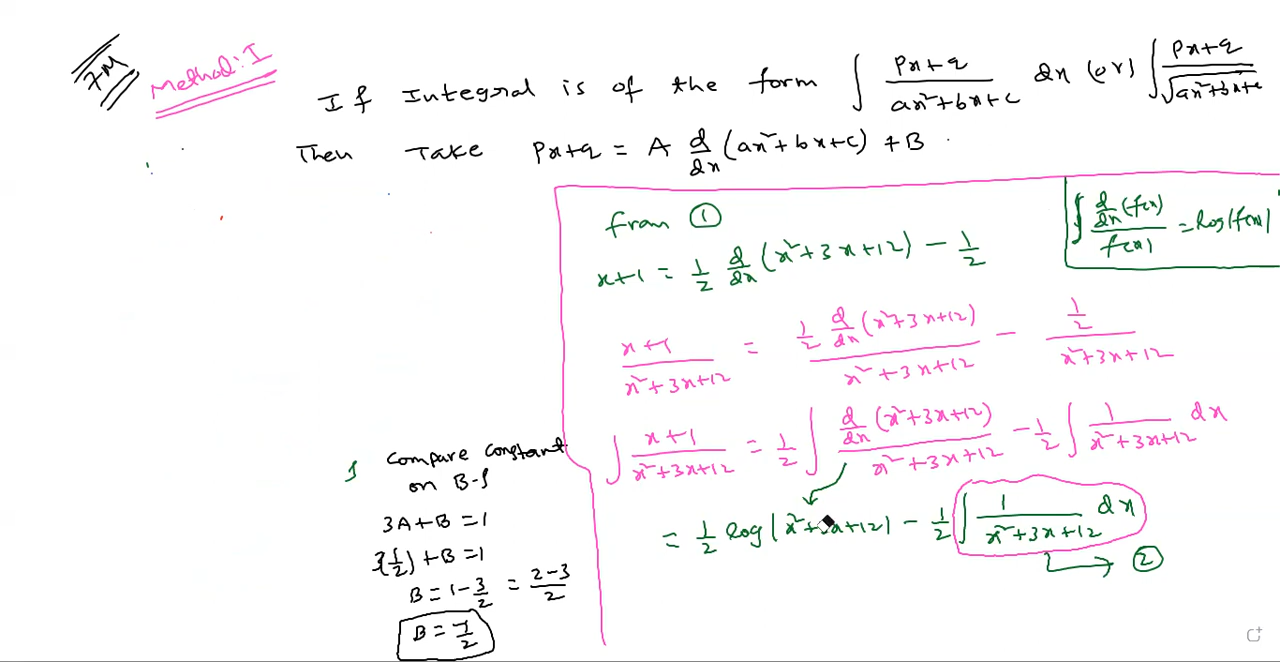 7M
Method: I
If Integral is of the form ∫ (px+q)/(ax²+bx+c) dx (or) ∫ (px+q)/√(ax²+bx+c)
Then Take px+q = A d/dx (ax²+bx+c) + B
from ①
x+1 = 1/2 d/dx (x²+3x+12) − 1/2
∫ (d/dx (f(x)))/f(x) = log|f(x)|
(x+1)/(x²+3x+12) = (1/2 d/dx (x²+3x+12))/(x²+3x+12) − (1/2)/(x²+3x+12)
∫ (x+1)/(x²+3x+12) = 1/2 ∫ (d/dx (x²+3x+12))/(x²+3x+12) − 1/2 ∫ 1/(x²+3x+12) dx
= 1/2 log|x²+3x+12| − 1/2 ∫ 1/(x²+3x+12) dx
→ ②
Compare constant
on B-S
3A+B = 1
3(1/2) + B = 1
B = 1 − 3/2 = (2−3)/2
B = −1/2